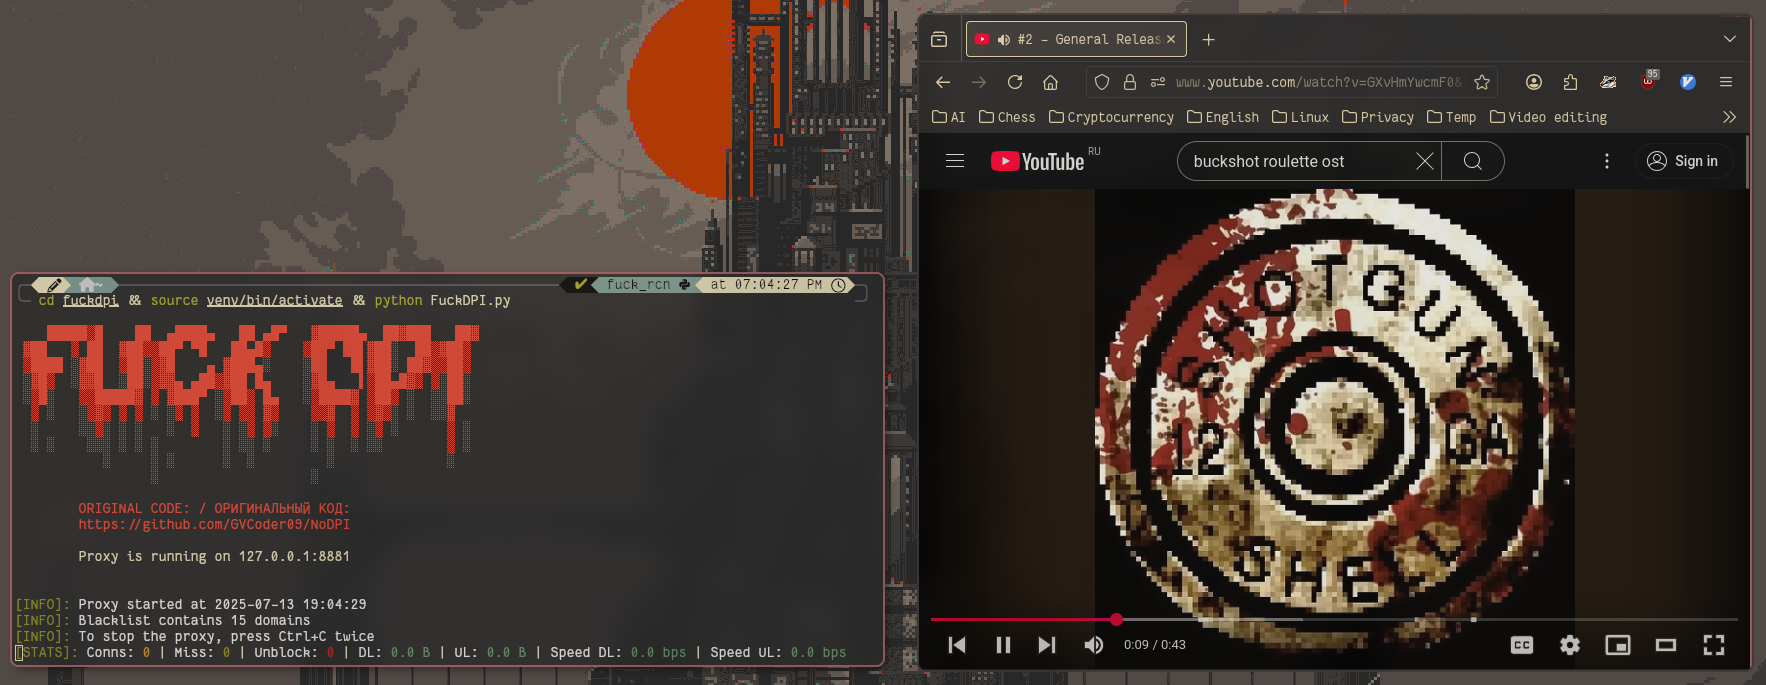 fuck_rcn
at 07:04:27 PM
cd fuckdpi && source venv/bin/activate && python FuckDPI.py
FUCK DPI
ORIGINAL CODE: / ОРИГИНАЛЬНЫЙ КОД:
https://github.com/GVCoder09/NoDPI
Proxy is running on 127.0.0.1:8881
[INFO]: Proxy started at 2025-07-13 19:04:29
[INFO]: Blacklist contains 15 domains
[INFO]: To stop the proxy, press Ctrl+C twice
[STATS]: Conns: 0 | Miss: 0 | Unblock: 0 | DL: 0.0 B | UL: 0.0 B | Speed DL: 0.0 bps | Speed UL: 0.0 bps
#2 - General Releas
www.youtube.com/watch?v=GXvHmYwcmF0&
95
AI Chess Cryptocurrency English Linux Privacy Temp Video editing
YouTube RU
buckshot roulette ost
Sign in
SHOTGUN
12 GA
SHELL
0:09 / 0:43
CC